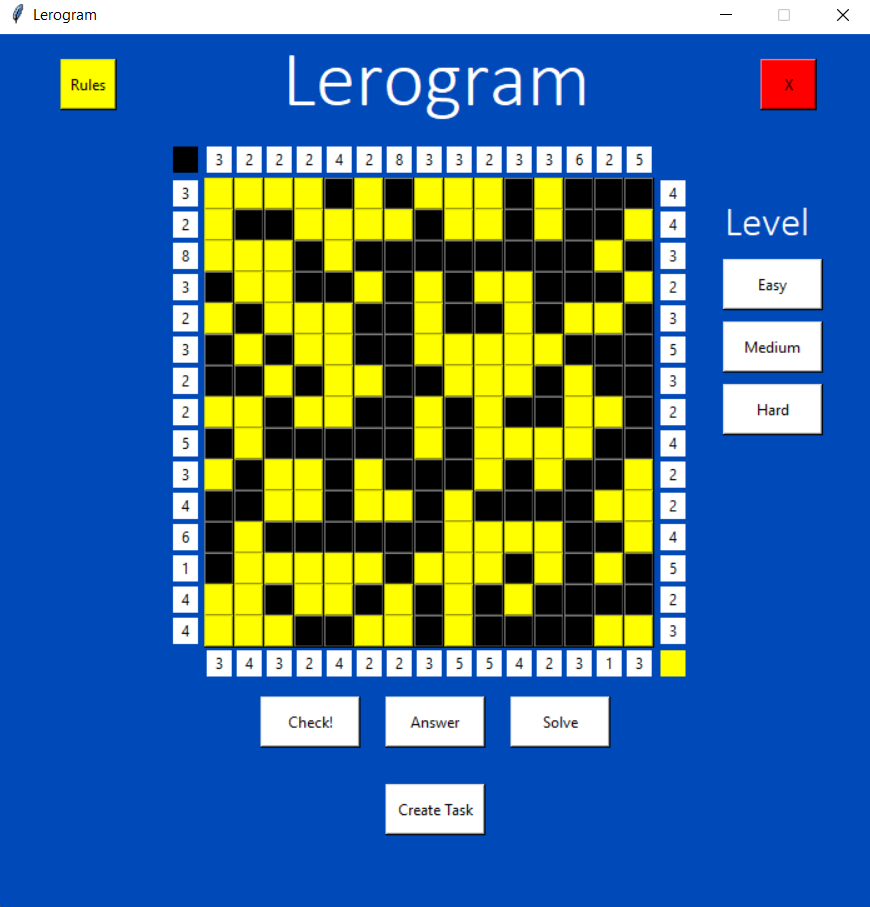 Lerogram
Rules
Lerogram
X
3 2 2 2 4 2 8 3 3 2 3 3 6 2 5
3 4
2 4
Level
8 3
3 2
Easy
2 3
3 5
Medium
2 3
2 2
Hard
5 4
3 2
4 2
6 4
1 5
4 2
4 3
3 4 3 2 4 2 2 3 5 5 4 2 3 1 3
Check! Answer Solve
Create Task